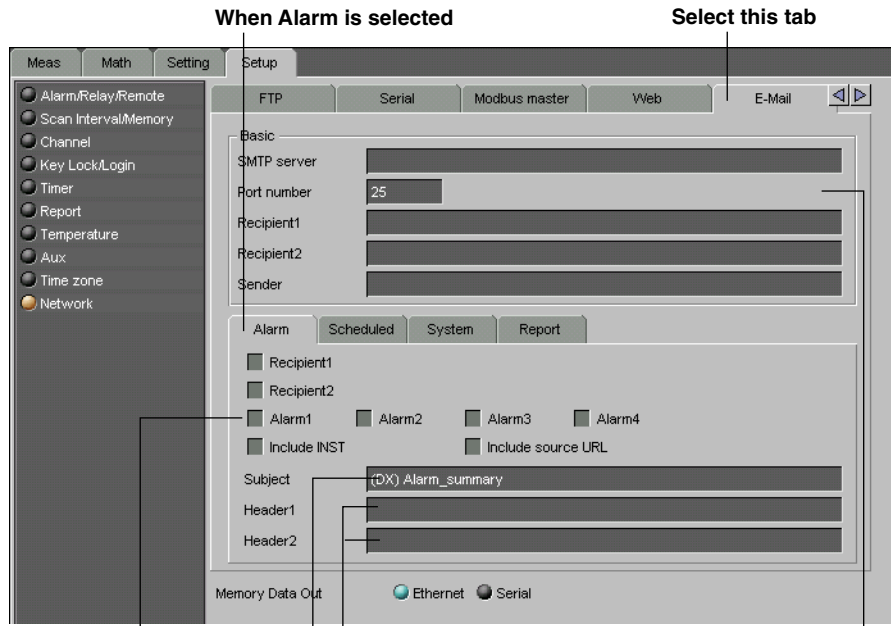 When Alarm is selected
Select this tab
Meas Math Setting Setup
Alarm/Relay/Remote
Scan Interval/Memory
Channel
Key Lock/Login
Timer
Report
Temperature
Aux
Time zone
Network
FTP Serial Modbus master Web E-Mail
Basic
SMTP server
Port number 25
Recipient1
Recipient2
Sender
Alarm Scheduled System Report
Recipient1
Recipient2
Alarm1 Alarm2 Alarm3 Alarm4
Include INST Include source URL
Subject (DX) Alarm_summary
Header1
Header2
Memory Data Out Ethernet Serial